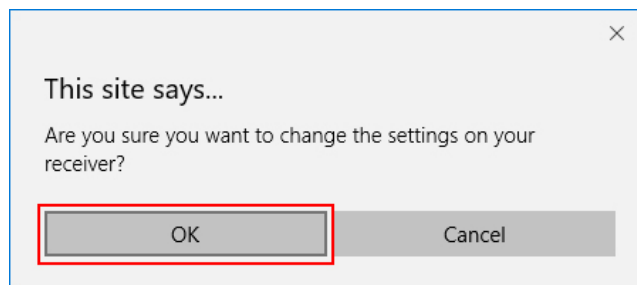 This site says...
Are you sure you want to change the settings on your
receiver?
OK
Cancel